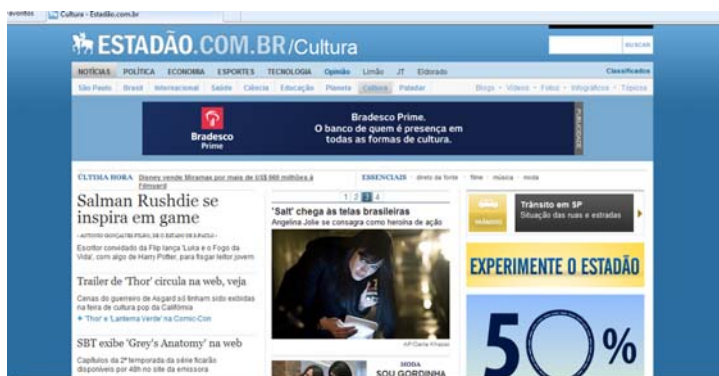 Favoritos
Cultura - Estadão.com.br
ESTADÃO.COM.BR/Cultura
BUSCAR
NOTÍCIAS POLÍTICA ECONOMIA ESPORTES TECNOLOGIA Opinião Limão JT Eldorado Classificados
São Paulo Brasil Internacional Saúde Ciência Educação Planeta Cultura Paladar Blogs • Vídeos • Fotos • Infográficos • Tópicos
Bradesco
Prime
Bradesco Prime.
O banco de quem é presença em
todas as formas de cultura.
PUBLICIDADE
ÚLTIMA HORA Disney vende Miramax por mais de US$ 660 milhões à
Filmyard
ESSENCIAIS direto da fonte • filme • música • moda
Salman Rushdie se
inspira em game
Escritor convidado da Flip lança 'Luka e o Fogo da
Vida', com algo de Harry Potter, para fisgar leitor jovem
Trailer de 'Thor' circula na web, veja
Cenas do guerreiro de Asgard só tinham sido exibidas
na feira de cultura pop da Califórnia
+ 'Thor' e 'Lanterna Verde' na Comic-Con
SBT exibe 'Grey's Anatomy' na web
Capítulos da 2ª temporada da série ficarão
disponíveis por 48h no site da emissora
1 2 3 4
'Salt' chega às telas brasileiras
Angelina Jolie se consagra como heroína de ação
MODA
SOU GORDINHA
TRÂNSITO
Trânsito em SP
Situação das ruas e estradas
EXPERIMENTE O ESTADÃO
50%